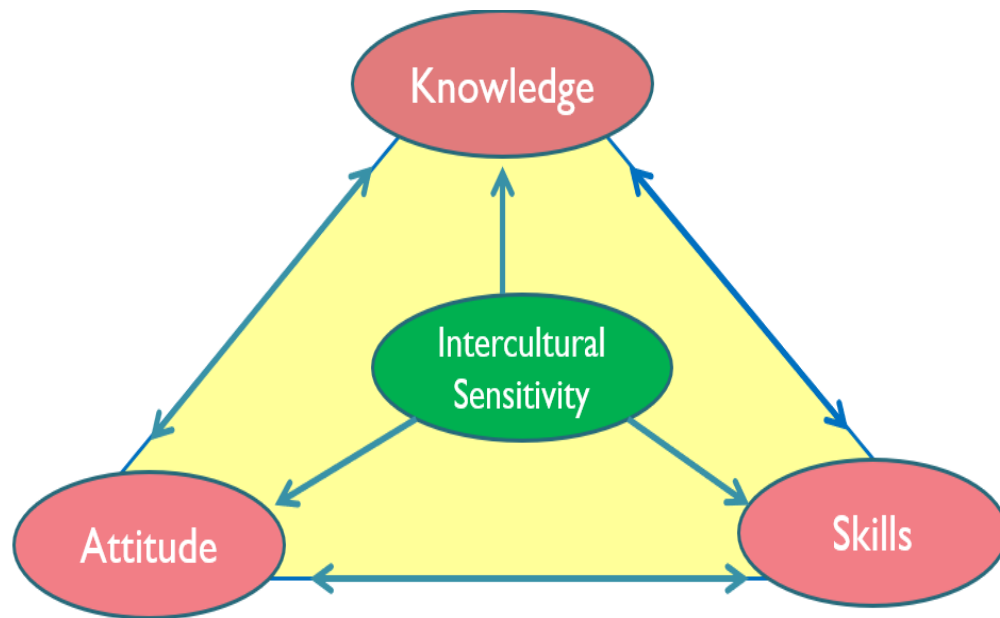 Knowledge
Intercultural
Sensitivity
Attitude
Skills